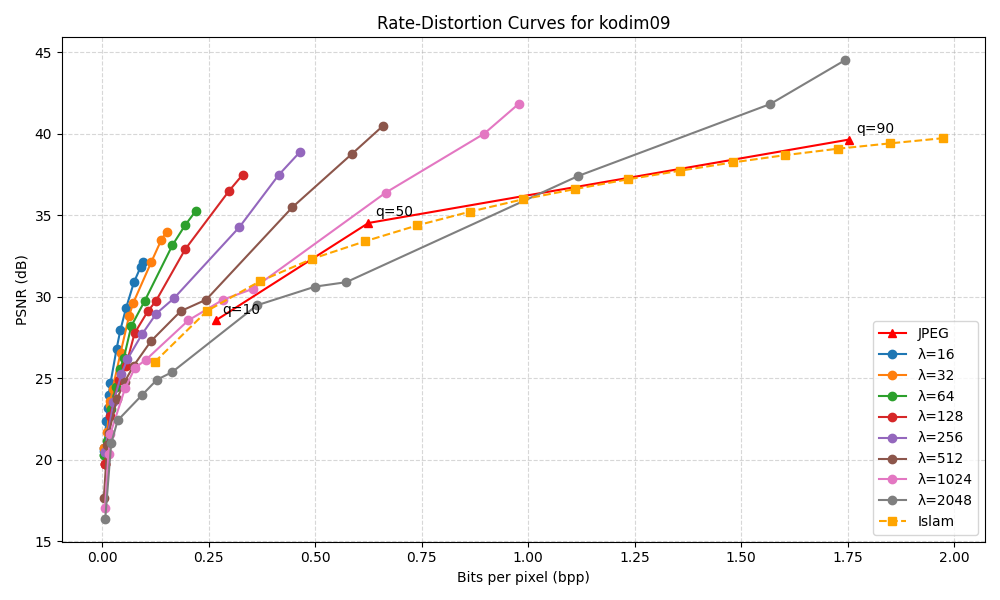 Rate-Distortion Curves for kodim09
45
40
35
30
25
20
15
PSNR (dB)
q=90
q=50
q=10
JPEG
λ=16
λ=32
λ=64
λ=128
λ=256
λ=512
λ=1024
λ=2048
Islam
0.00 0.25 0.50 0.75 1.00 1.25 1.50 1.75 2.00
Bits per pixel (bpp)